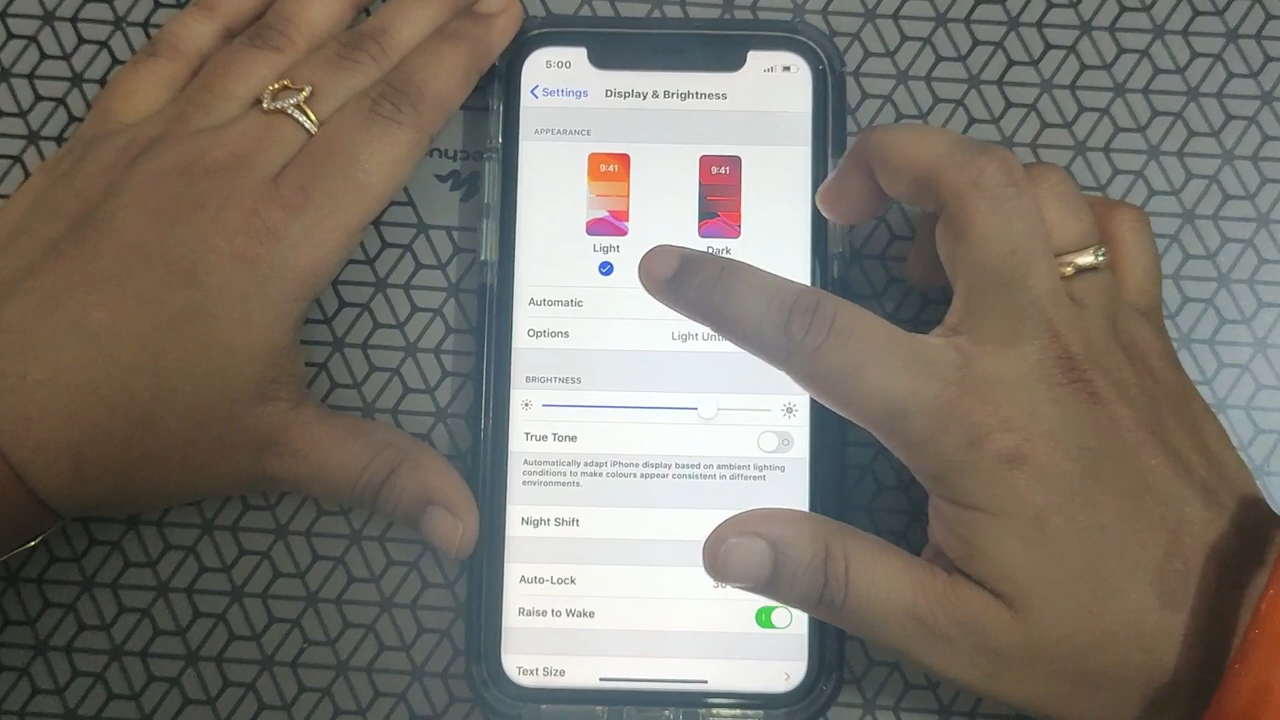 5:00
Settings
Display & Brightness
APPEARANCE
9:41
9:41
Light
Dark
Automatic
Options
Light
BRIGHTNESS
True Tone
Automatically adapt iPhone display based on ambient lighting
conditions to make colours appear consistent in different
environments.
Night Shift
Auto-Lock
Raise to Wake
Text Size